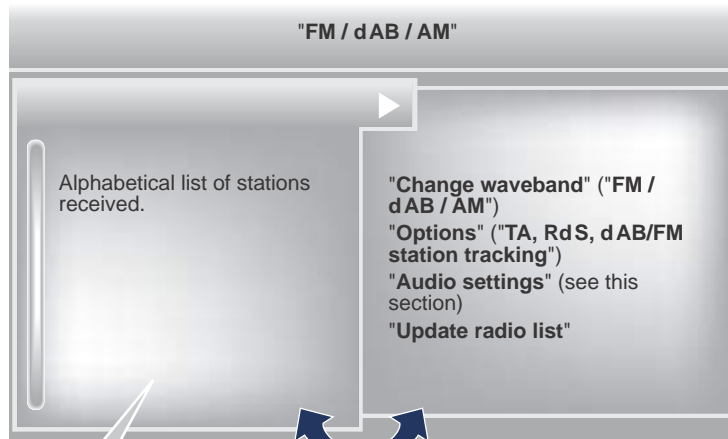 "FM / dAB / AM"
Alphabetical list of stations
received.
"Change waveband" ("FM /
dAB / AM")
"Options" ("TA, RdS, dAB/FM
station tracking")
"Audio settings" (see this
section)
"Update radio list"